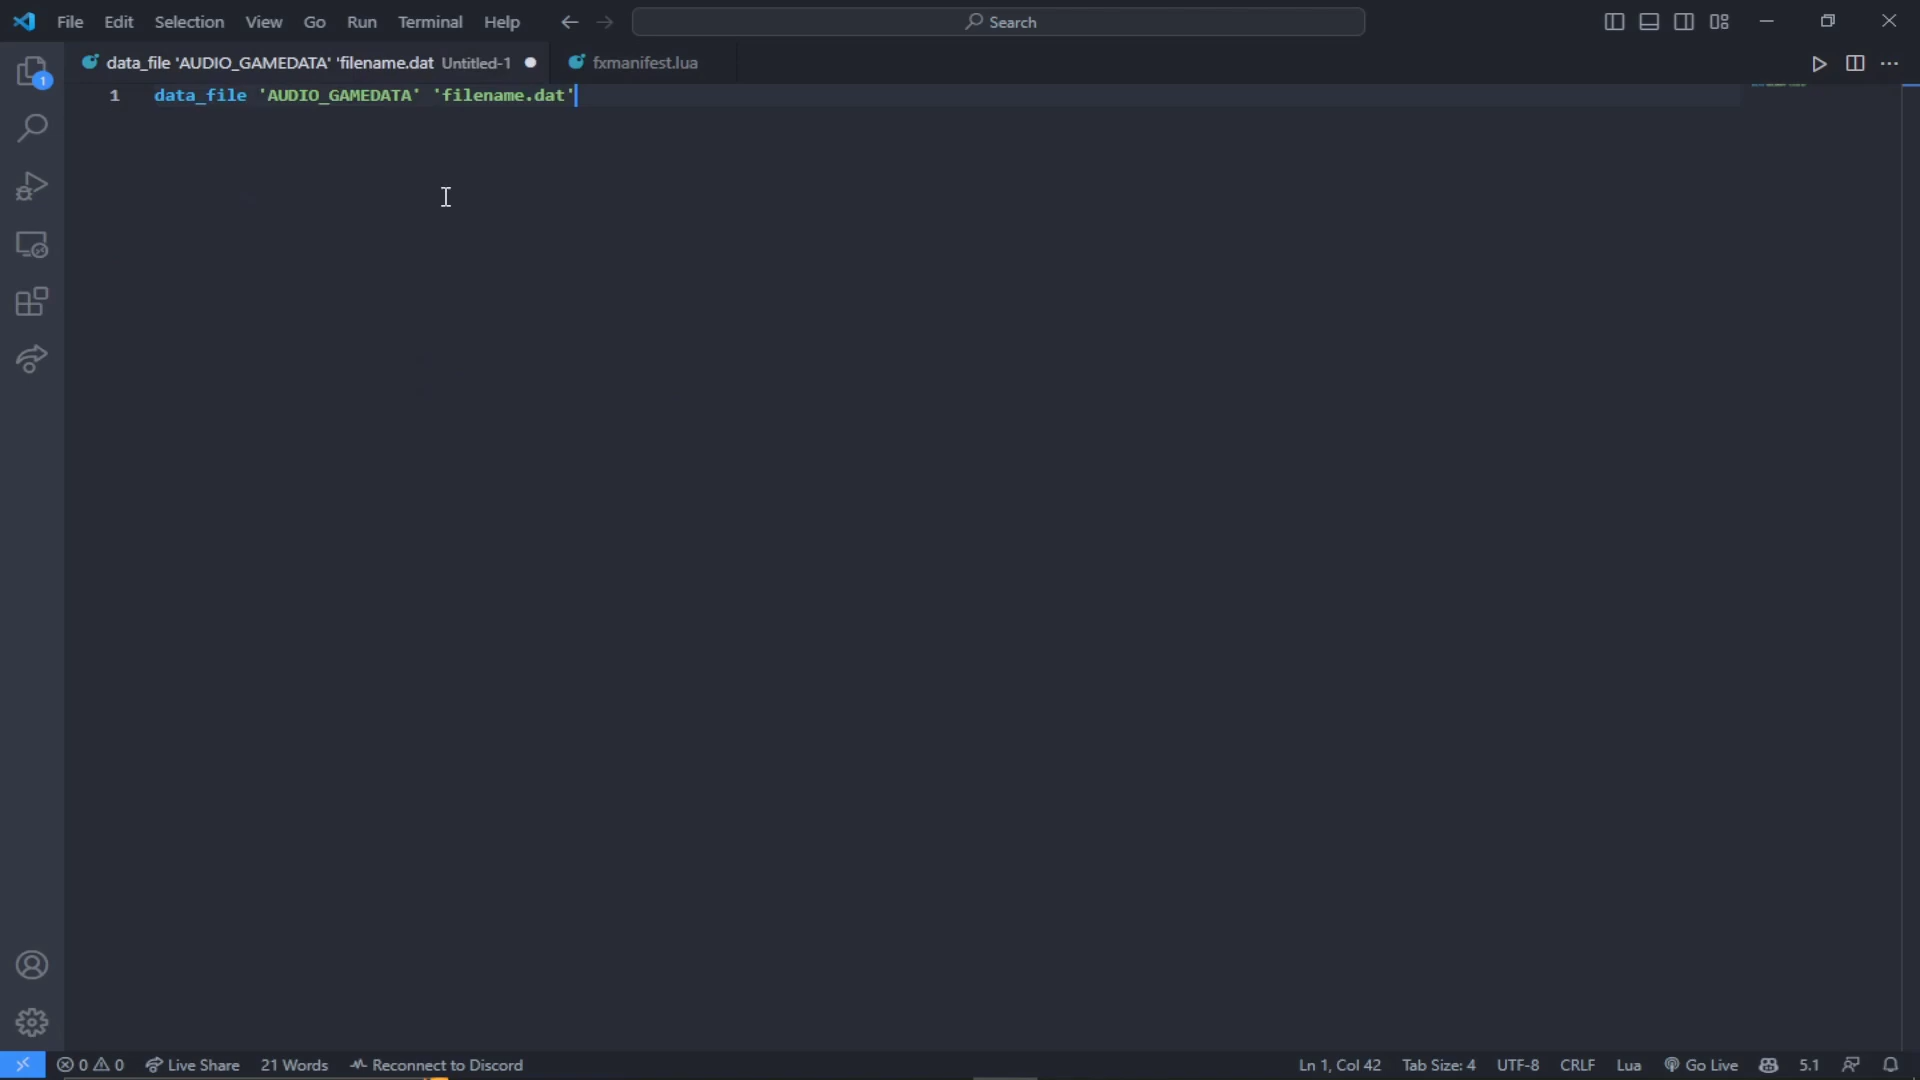 File Edit Selection View Go Run Terminal Help Search
1
data_file 'AUDIO_GAMEDATA' 'filename.dat Untitled-1 fxmanifest.lua
1 data_file 'AUDIO_GAMEDATA' 'filename.dat'
0 0 Live Share 21 Words Reconnect to Discord Ln 1, Col 42 Tab Size: 4 UTF-8 CRLF Lua Go Live 5.1